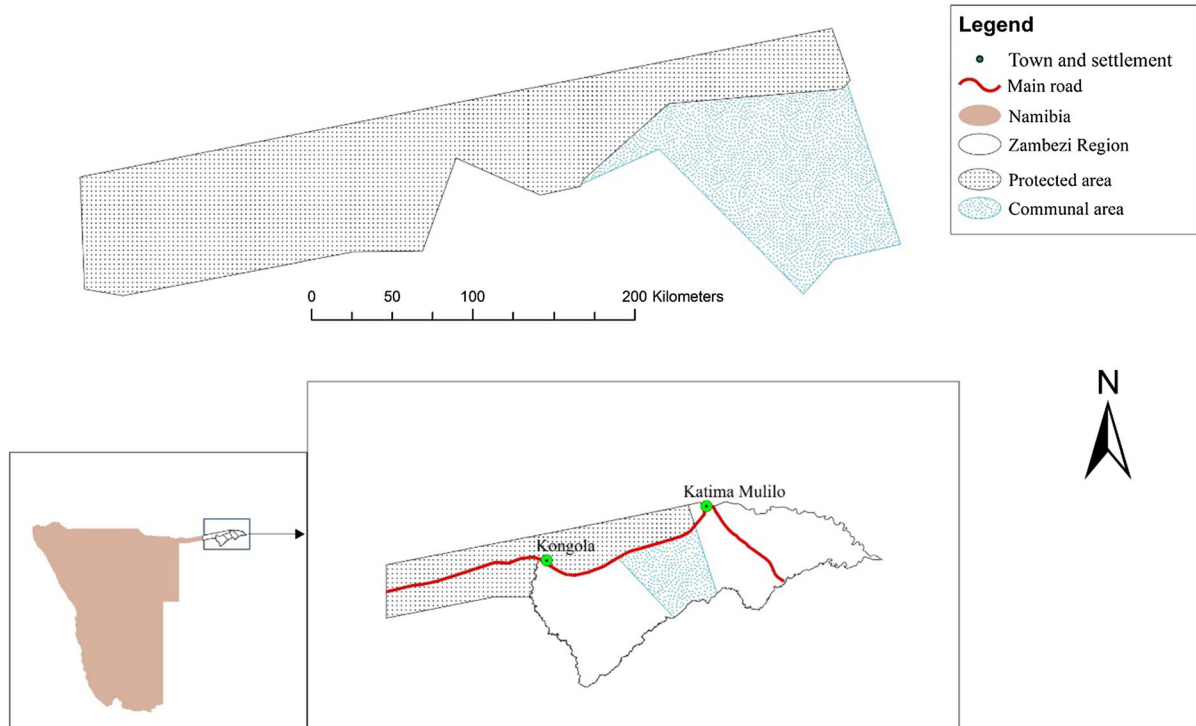 Legend
Town and settlement
Main road
Namibia
Zambezi Region
Protected area
Communal area
0 50 100 200 Kilometers
N
Katima Mulilo
Kongola